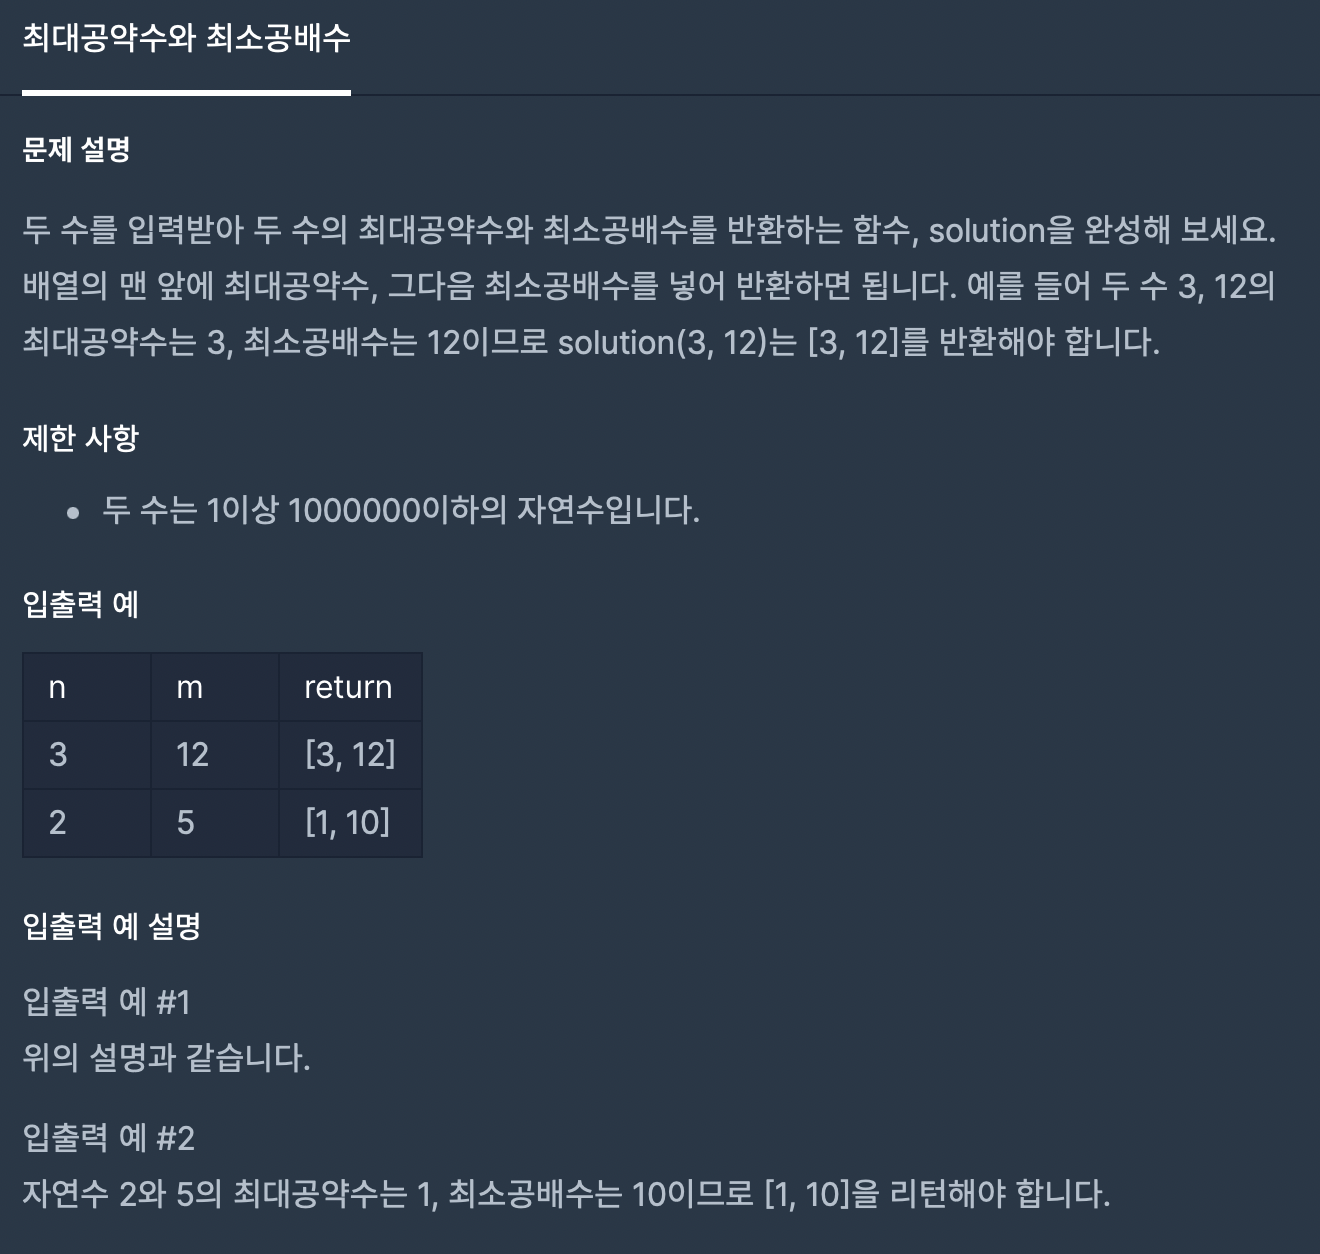 최대공약수와 최소공배수
문제 설명
두 수를 입력받아 두 수의 최대공약수와 최소공배수를 반환하는 함수, solution을 완성해 보세요.
배열의 맨 앞에 최대공약수, 그다음 최소공배수를 넣어 반환하면 됩니다. 예를 들어 두 수 3, 12의
최대공약수는 3, 최소공배수는 12이므로 solution(3, 12)는 [3, 12]를 반환해야 합니다.
제한 사항
• 두 수는 1이상 1000000이하의 자연수입니다.
입출력 예
n m return
3 12 [3, 12]
2 5 [1, 10]
입출력 예 설명
입출력 예 #1
위의 설명과 같습니다.
입출력 예 #2
자연수 2와 5의 최대공약수는 1, 최소공배수는 10이므로 [1, 10]을 리턴해야 합니다.